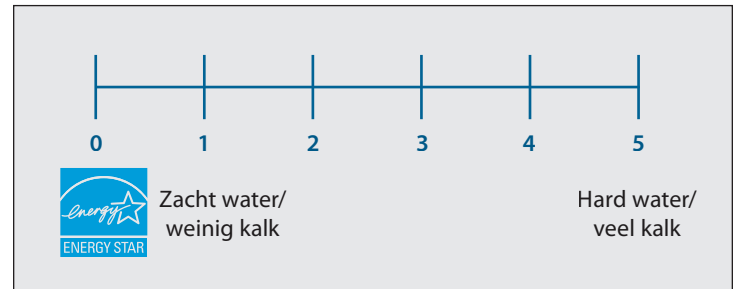 0 1 2 3 4 5
energy
ENERGY STAR
Zacht water/
weinig kalk
Hard water/
veel kalk